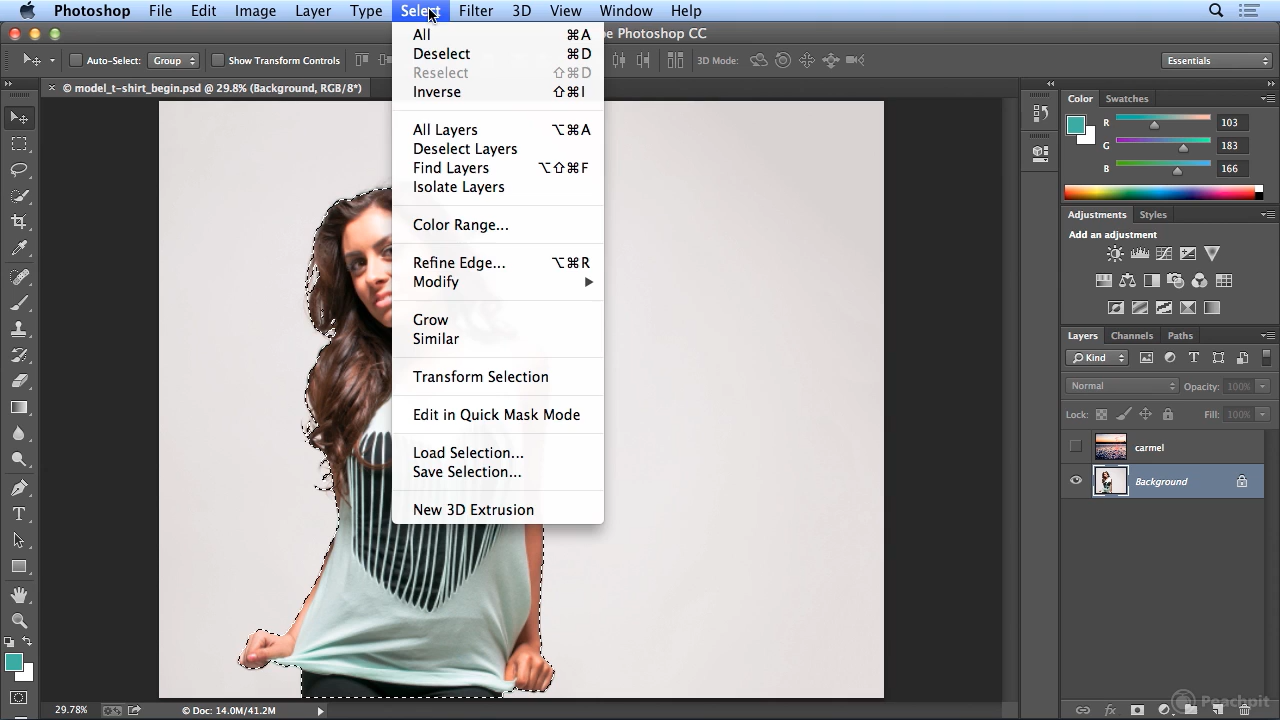 Photoshop File Edit Image Layer Type Select Filter 3D View Window Help
be Photoshop CC
Auto-Select: Group Show Transform Controls 3D Mode: Essentials
× © model_t-shirt_begin.psd @ 29.8% (Background, RGB/8*)
All ⌘A
Deselect ⌘D
Reselect ⇧⌘D
Inverse ⇧⌘I
All Layers ⌥⌘A
Deselect Layers
Find Layers ⌥⇧⌘F
Isolate Layers
Color Range...
Refine Edge... ⌥⌘R
Modify
Grow
Similar
Transform Selection
Edit in Quick Mask Mode
Load Selection...
Save Selection...
New 3D Extrusion
Color Swatches
R 103
G 183
B 166
Adjustments Styles
Add an adjustment
Layers Channels Paths
Kind
Normal Opacity: 100%
Lock: Fill: 100%
carmel
Background
29.78% © Doc: 14.0M/41.2M
Peachpit